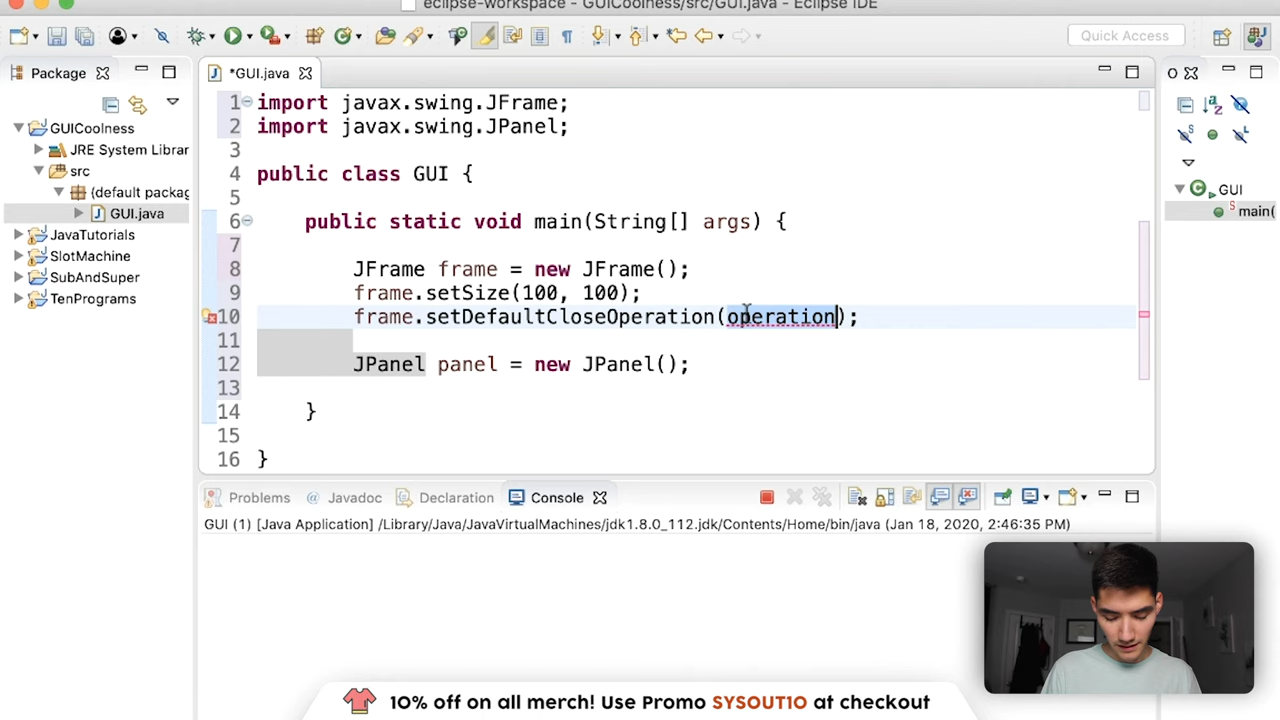 eclipse-workspace - GUICoolness/src/GUI.java - Eclipse IDE
Quick Access
Package
*GUI.java
O
GUICoolness
JRE System Librar
src
(default packag
GUI.java
JavaTutorials
SlotMachine
SubAndSuper
TenPrograms
1 import javax.swing.JFrame;
2 import javax.swing.JPanel;
3
4 public class GUI {
5
6 public static void main(String[] args) {
7
8 JFrame frame = new JFrame();
9 frame.setSize(100, 100);
10 frame.setDefaultCloseOperation(operation);
11
12 JPanel panel = new JPanel();
13
14 }
15
16 }
GUI
S main(
Problems @ Javadoc Declaration Console
GUI (1) [Java Application] /Library/Java/JavaVirtualMachines/jdk1.8.0_112.jdk/Contents/Home/bin/java (Jan 18, 2020, 2:46:35 PM)
10% off on all merch! Use Promo SYSOUT10 at checkout